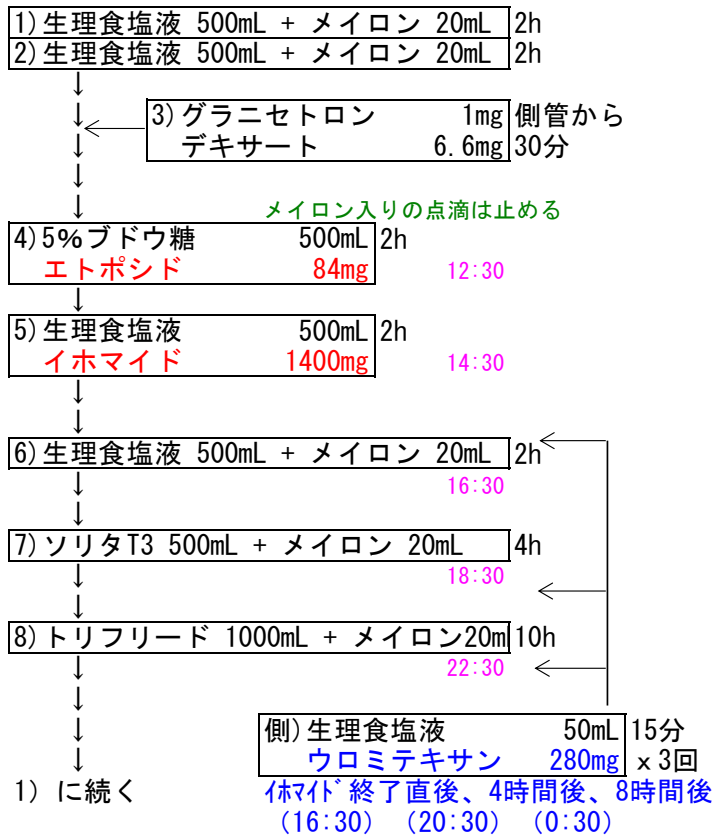 1)生理食塩液 500mL + メイロン 20mL 2h
2)生理食塩液 500mL + メイロン 20mL 2h
↓
↓ ← 3)グラニセトロン 1mg 側管から
↓ デキサート 6.6mg 30分
↓
↓ メイロン入りの点滴は止める
4)5%ブドウ糖 500mL 2h
エトポシド 84mg 12:30
↓
5)生理食塩液 500mL 2h
イホマイド 1400mg 14:30
↓
↓
6)生理食塩液 500mL + メイロン 20mL 2h
↓ 16:30
↓
7)ソリタT3 500mL + メイロン 20mL 4h
↓ 18:30
↓
8)トリフリード 1000mL + メイロン20m 10h
↓ 22:30
↓
↓ 側)生理食塩液 50mL 15分
↓ ウロミテキサン 280mg x3回
1) に続く ｲﾎﾏｲﾄﾞ終了直後、4時間後、8時間後
(16:30) (20:30) (0:30)